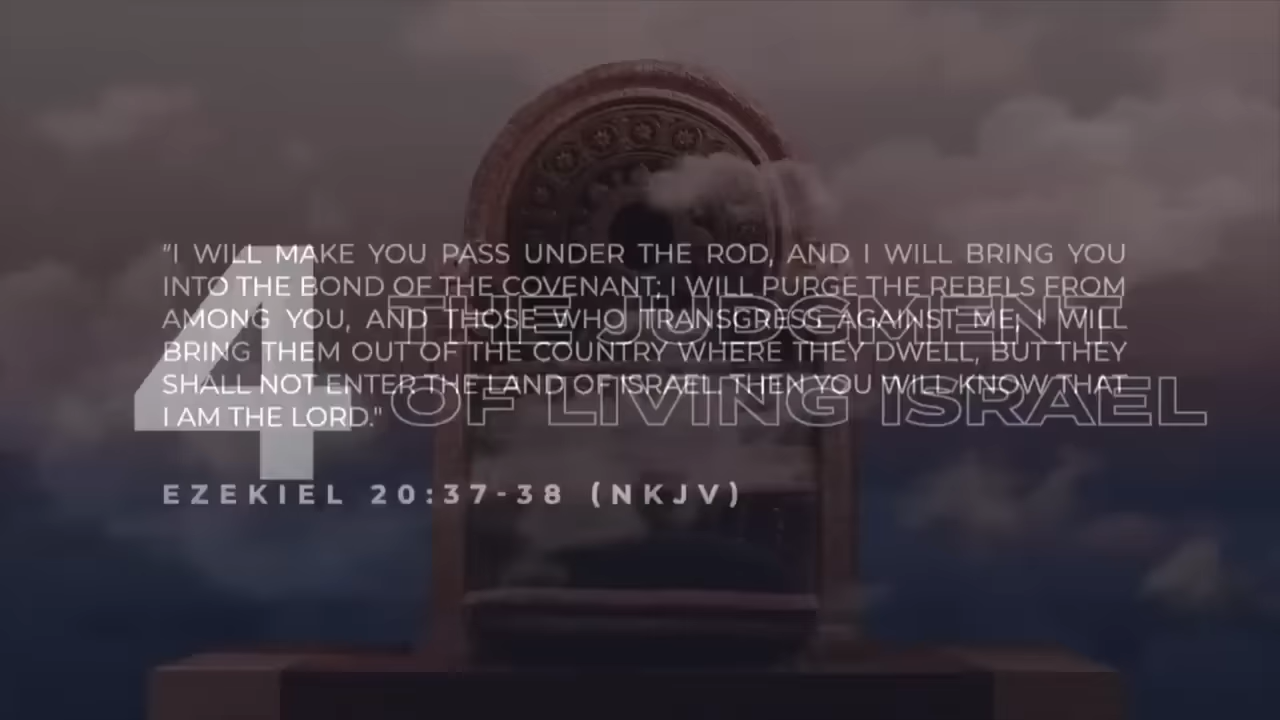 “I WILL MAKE YOU PASS UNDER THE ROD, AND I WILL BRING YOU
INTO THE BOND OF THE COVENANT; I WILL PURGE THE REBELS FROM
AMONG YOU, AND THOSE WHO TRANSGRESS AGAINST ME, I WILL
BRING THEM OUT OF THE COUNTRY WHERE THEY DWELL, BUT THEY
SHALL NOT ENTER THE LAND OF ISRAEL. THEN YOU WILL KNOW THAT
I AM THE LORD."
EZEKIEL 20:37-38 (NKJV)
4
THE JUDGMENT
OF LIVING ISRAEL